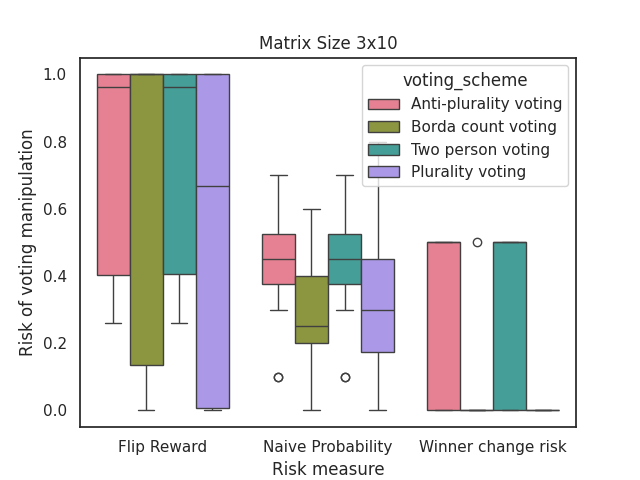 Matrix Size 3x10
Risk of voting manipulation
1.0
0.8
0.6
0.4
0.2
0.0
voting_scheme
Anti-plurality voting
Borda count voting
Two person voting
Plurality voting
Flip Reward
Naive Probability
Winner change risk
Risk measure